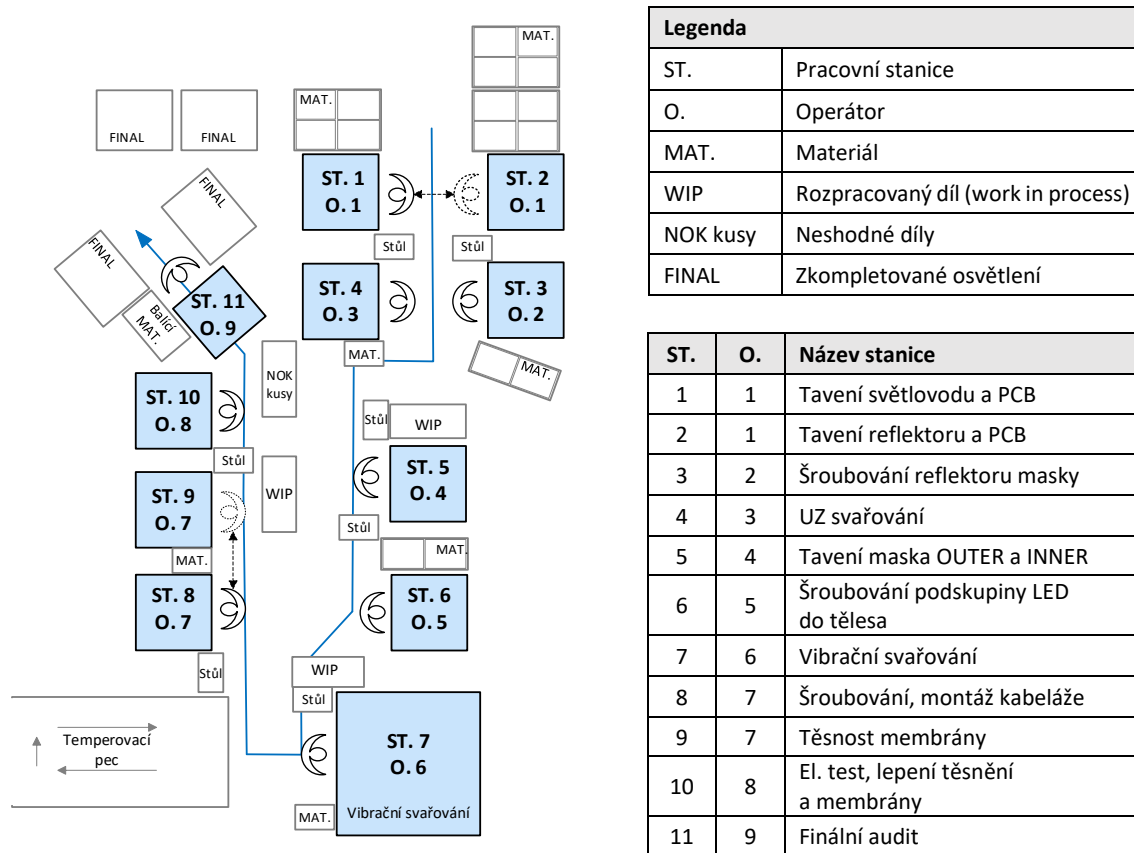 MAT.
MAT.
FINAL
FINAL
ST. 1
O. 1
ST. 2
O. 1
FINAL
Stůl
Stůl
FINAL
ST. 11
O. 9
ST. 4
O. 3
ST. 3
O. 2
Balící
MAT.
MAT.
MAT.
NOK
kusy
ST. 10
O. 8
Stůl
WIP
Stůl
ST. 5
O. 4
ST. 9
O. 7
WIP
Stůl
MAT.
MAT.
ST. 8
O. 7
ST. 6
O. 5
Stůl
WIP
Stůl
Temperovací
pec
ST. 7
O. 6
Vibrační svařování
MAT.
Legenda
ST. Pracovní stanice
O. Operátor
MAT. Materiál
WIP Rozpracovaný díl (work in process)
NOK kusy Neshodné díly
FINAL Zkompletované osvětlení
ST. O. Název stanice
1 1 Tavení světlovodu a PCB
2 1 Tavení reflektoru a PCB
3 2 Šroubování reflektoru masky
4 3 UZ svařování
5 4 Tavení maska OUTER a INNER
6 5 Šroubování podskupiny LED
do tělesa
7 6 Vibrační svařování
8 7 Šroubování, montáž kabeláže
9 7 Těsnost membrány
10 8 El. test, lepení těsnění
a membrány
11 9 Finální audit